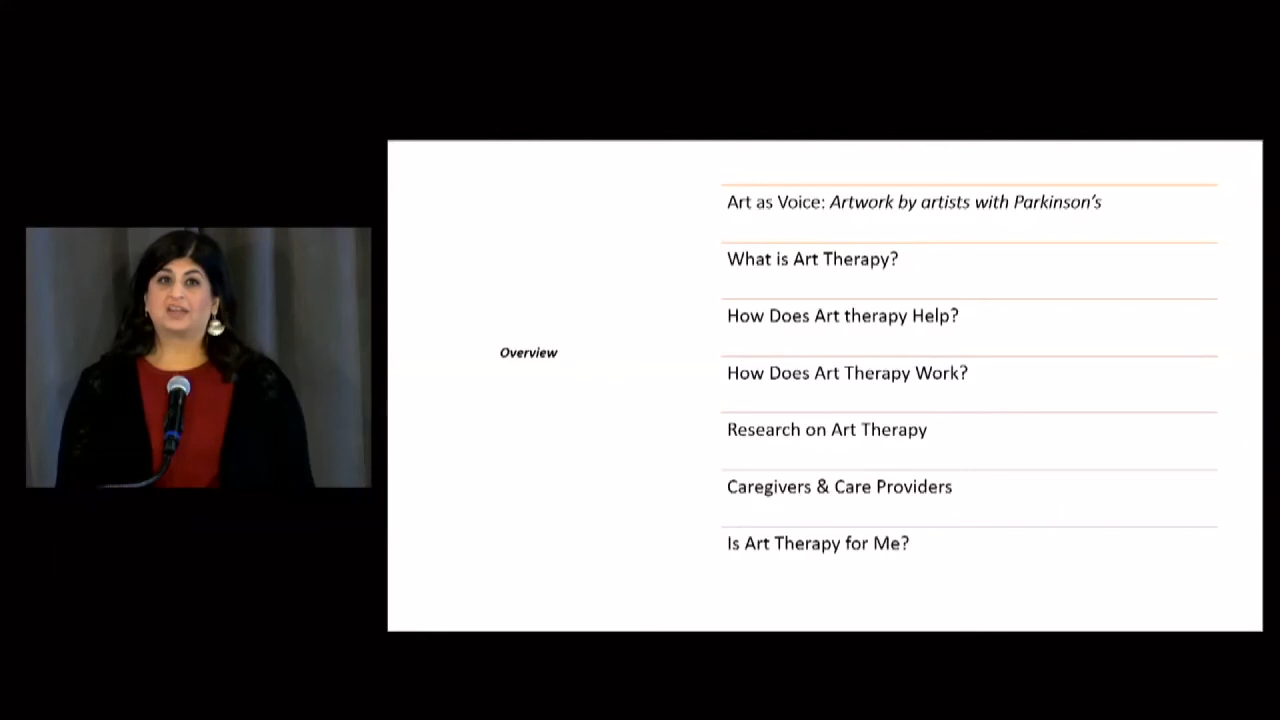 Overview
Art as Voice: Artwork by artists with Parkinson's
What is Art Therapy?
How Does Art therapy Help?
How Does Art Therapy Work?
Research on Art Therapy
Caregivers & Care Providers
Is Art Therapy for Me?